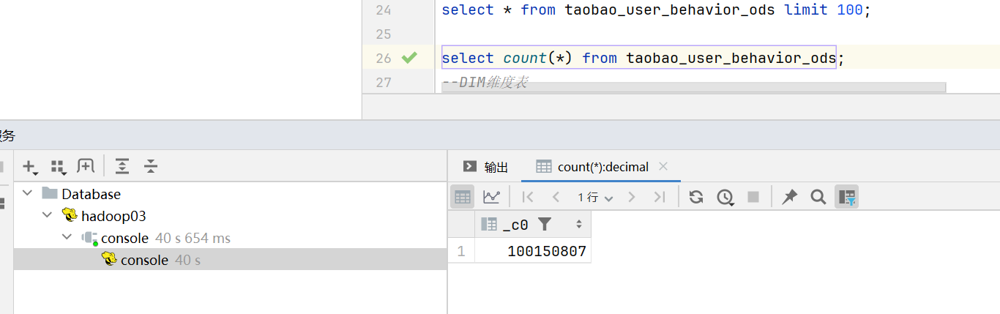 24 select * from taobao_user_behavior_ods limit 100;
25
26 select count(*) from taobao_user_behavior_ods;
27 --DIM维度表
服务
Database
hadoop03
console 40 s 654 ms
console 40 s
输出 count(*):decimal
1 行
_c0
1 100150807